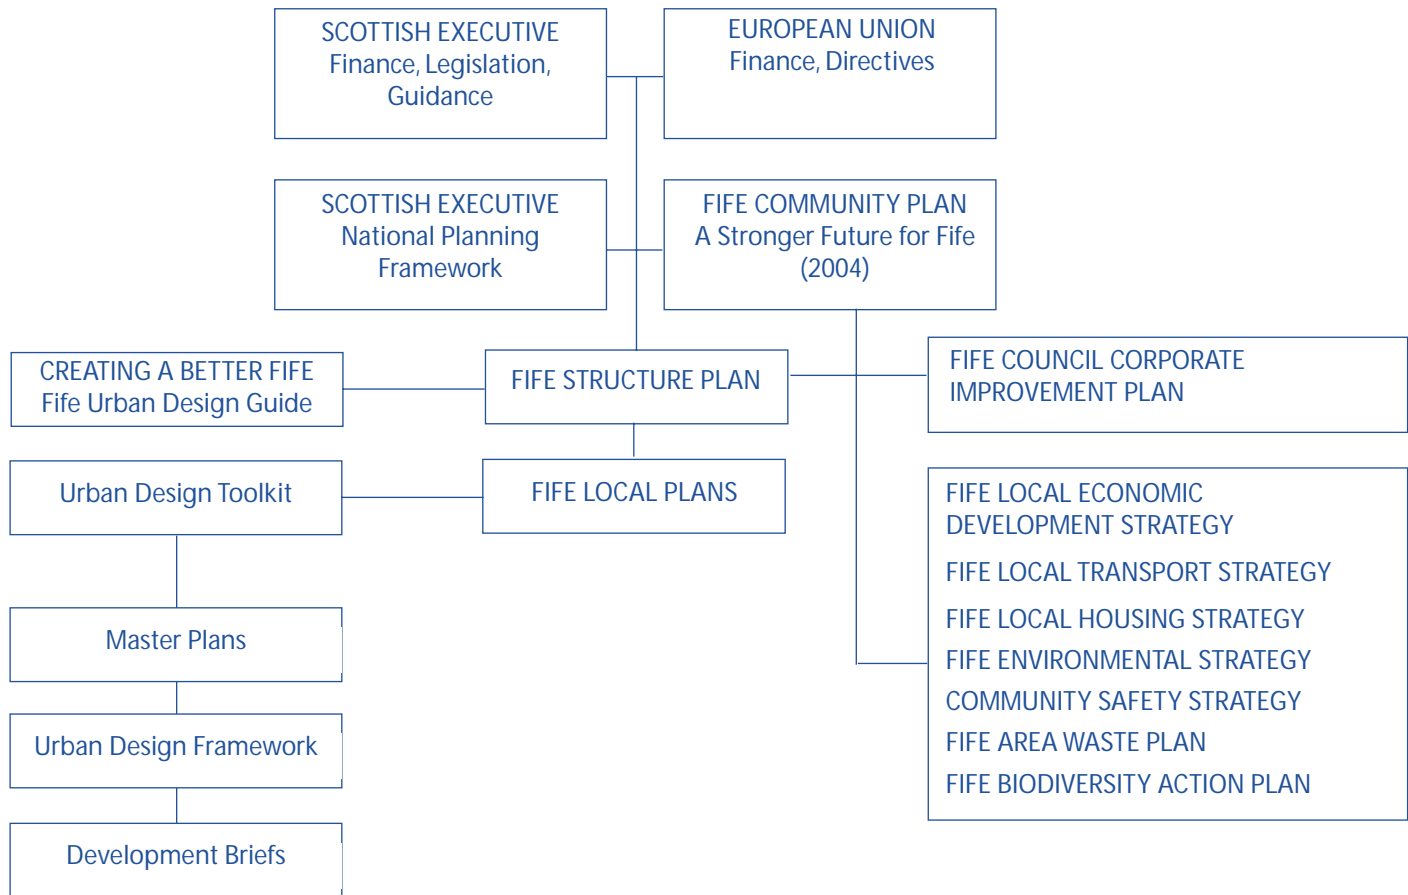 SCOTTISH EXECUTIVE
Finance, Legislation,
Guidance
EUROPEAN UNION
Finance, Directives
SCOTTISH EXECUTIVE
National Planning
Framework
FIFE COMMUNITY PLAN
A Stronger Future for Fife
(2004)
CREATING A BETTER FIFE
Fife Urban Design Guide
FIFE STRUCTURE PLAN
FIFE COUNCIL CORPORATE
IMPROVEMENT PLAN
Urban Design Toolkit
FIFE LOCAL PLANS
FIFE LOCAL ECONOMIC
DEVELOPMENT STRATEGY
FIFE LOCAL TRANSPORT STRATEGY
FIFE LOCAL HOUSING STRATEGY
FIFE ENVIRONMENTAL STRATEGY
COMMUNITY SAFETY STRATEGY
FIFE AREA WASTE PLAN
FIFE BIODIVERSITY ACTION PLAN
Master Plans
Urban Design Framework
Development Briefs